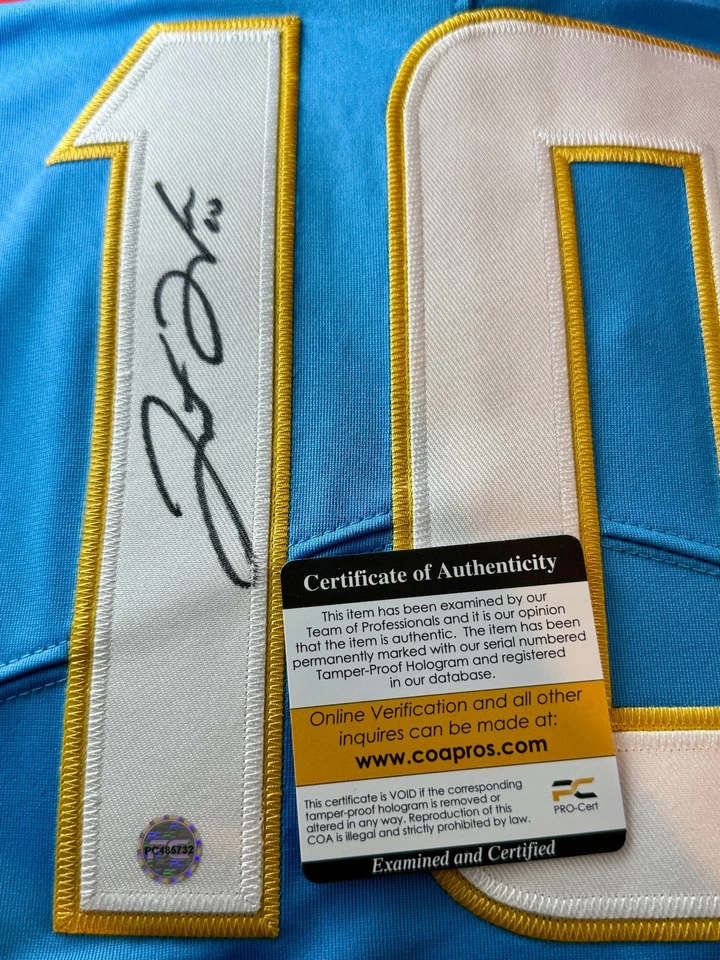 10
Certificate of Authenticity
This item has been examined by our
Team of Professionals and it is our opinion
that the item is authentic. The item has been
permanently marked with our serial numbered
Tamper-Proof Hologram and registered
in our database.
Online Verification and all other
inquires can be made at:
www.coapros.com
This certificate is VOID if the corresponding
tamper-proof hologram is removed or
altered in any way. Reproduction of this
COA is illegal and strictly prohibited by law.
PC
PRO-Cert
Examined and Certified
PC485732